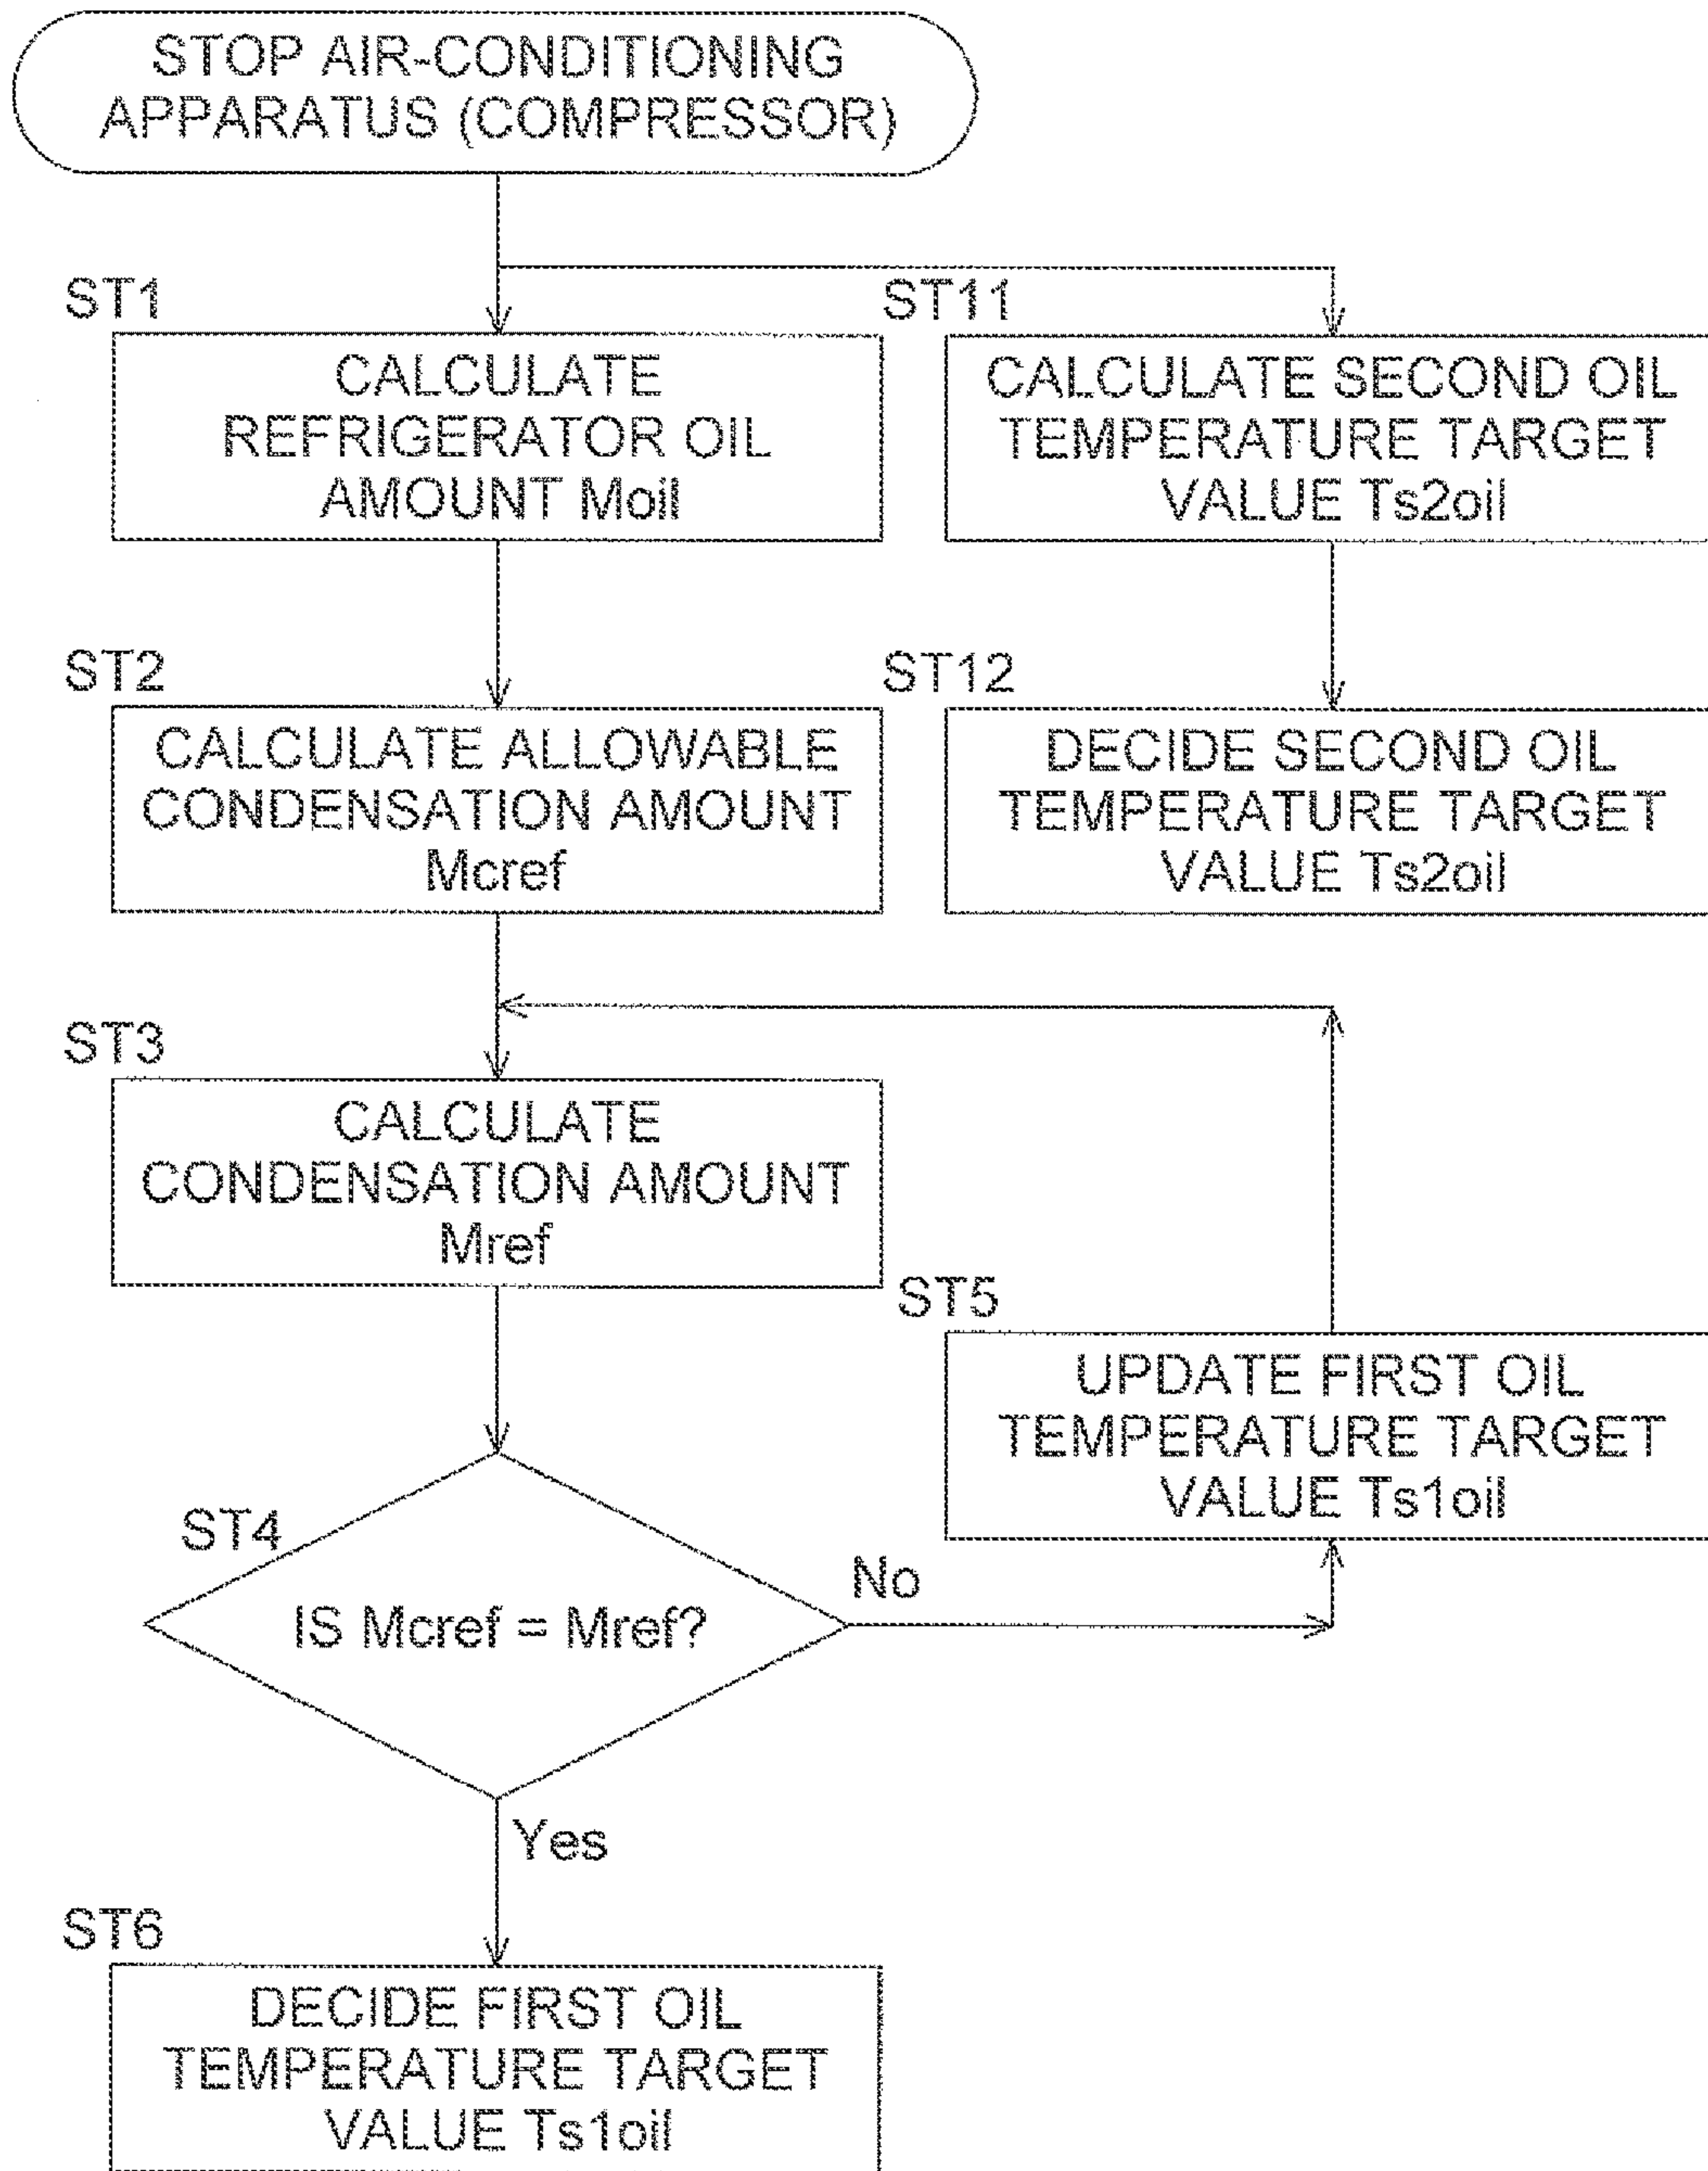 STOP AIR-CONDITIONING
APPARATUS (COMPRESSOR)
ST1
CALCULATE
REFRIGERATOR OIL
AMOUNT Moil
ST11
CALCULATE SECOND OIL
TEMPERATURE TARGET
VALUE Ts2oil
ST2
CALCULATE ALLOWABLE
CONDENSATION AMOUNT
Mcref
ST12
DECIDE SECOND OIL
TEMPERATURE TARGET
VALUE Ts2oil
ST3
CALCULATE
CONDENSATION AMOUNT
Mref
ST5
UPDATE FIRST OIL
TEMPERATURE TARGET
VALUE Ts1oil
ST4
IS Mcref = Mref?
No
Yes
ST6
DECIDE FIRST OIL
TEMPERATURE TARGET
VALUE Ts1oil